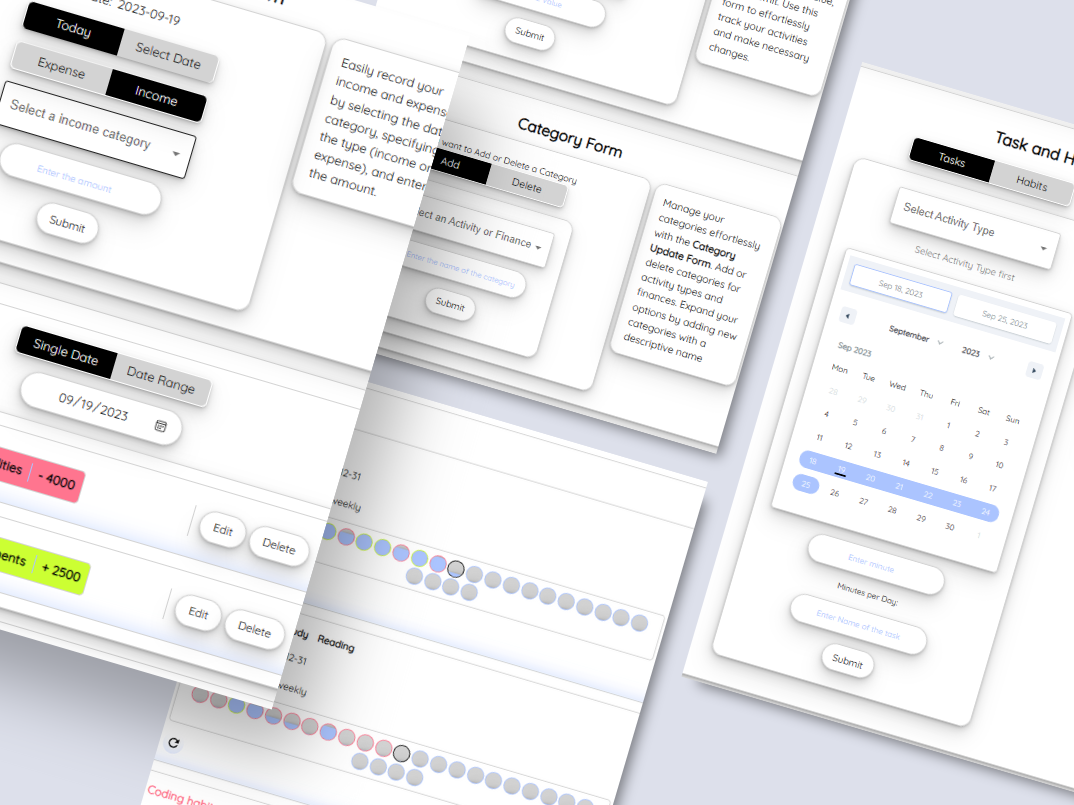 2023-09-19
Today
Select Date
Expense
Income
Select a income category
Enter the amount
Submit
Easily record your
income and expens
by selecting the dat
category, specifying
the type (income or
expense), and enter
the amount.
Single Date
Date Range
09/19/2023
- 4000
Edit
Delete
+ 2500
Edit
Delete
Submit
form to effortlessly
track your activities
and make necessary
changes.
Category Form
want to Add or Delete a Category
Add
Delete
ect an Activity or Finance
Enter the name of the category
Submit
Manage your
categories effortlessly
with the Category
Update Form. Add or
delete categories for
activity types and
finances. Expand your
options by adding new
categories with a
descriptive name
2-31
weekly
Reading
2-31
weekly
Coding habi
Task and H
Tasks
Habits
Select Activity Type
Select Activity Type first
Sep 18, 2023
Sep 25, 2023
September
2023
Sep 2023
Mon Tue Wed Thu Fri Sat Sun
28 29 30 31 1 2 3
4 5 6 7 8 9 10
11 12 13 14 15 16 17
18 19 20 21 22 23 24
25 26 27 28 29 30 1
Enter minute
Minutes per Day:
Enter Name of the task
Submit